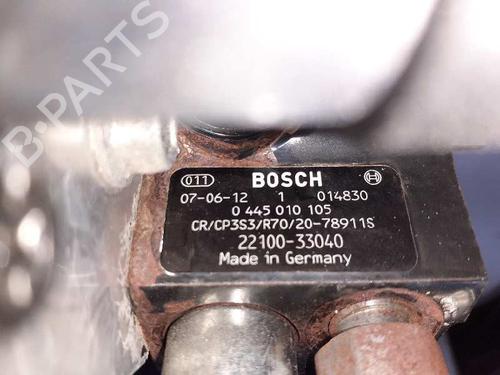 B-PARTS
011 BOSCH
07-06-12 1 014830
0 445 010 105
CR/CP3S3/R70/20-78911S
22100-33040
Made in Germany